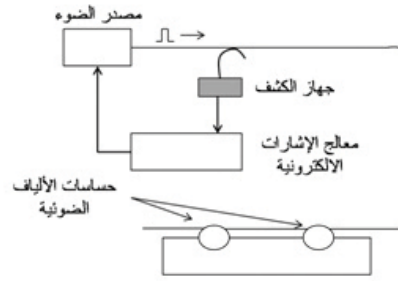 مصدر الضوء
جهاز الكشف
معالج الإشارات
الالكترونية
حساسات الألياف
الضوئية